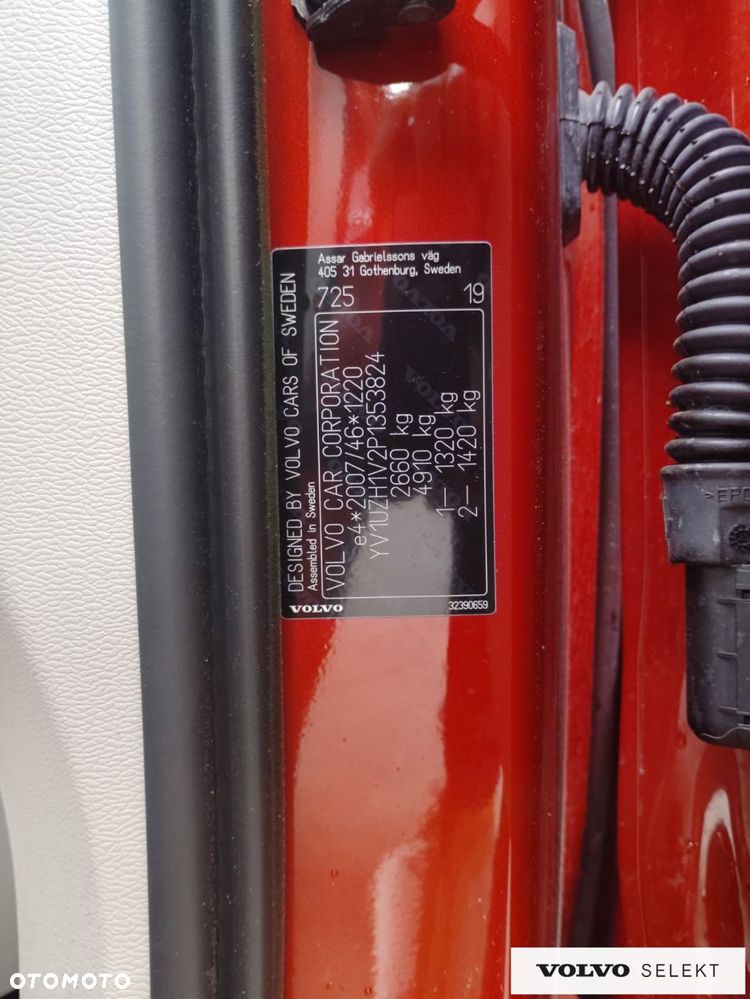 DESIGNED BY VOLVO CARS OF SWEDEN
Assembled in Sweden
Assar Gabrielssons väg
405 31 Gothenburg, Sweden
725
19
VOLVO CAR CORPORATION
e4*2007/46*1220
YV1UZH1V2P1353824
2660 kg
4910 kg
1– 1320 kg
2– 1420 kg
VOLVO
32390659
OTOMOTO
VOLVO SELEKT